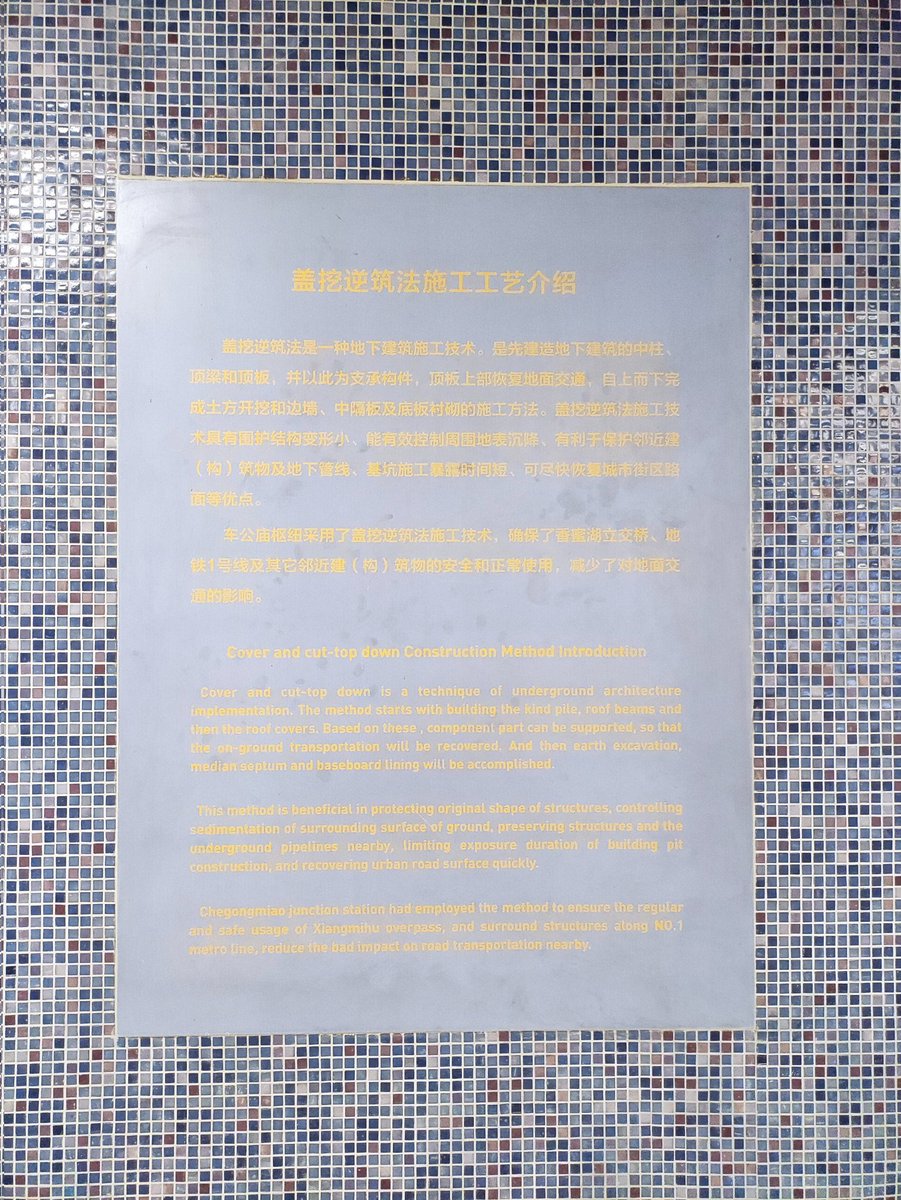 盖挖逆筑法施工工艺介绍
盖挖逆筑法是一种地下建筑施工技术。是先建造地下建筑的中柱、
顶梁和顶板，并以此为支承构件，顶板上部恢复地面交通，自上而下完
成土方开挖和边墙、中隔板及底板衬砌的施工方法。盖挖逆筑法施工技
术具有围护结构变形小、能有效控制周围地表沉降、有利于保护邻近建
（构）筑物及地下管线、基坑施工暴露时间短、可尽快恢复城市街区路
面等优点。
车公庙枢纽采用了盖挖逆筑法施工技术，确保了香蜜湖立交桥、地
铁1号线及其它邻近建（构）筑物的安全和正常使用，减少了对地面交
通的影响。
Cover and cut-top down Construction Method Introduction
Cover and cut-top down is a technique of underground architecture
implementation. The method starts with building the kind pile, roof beams and
then the roof covers. Based on these , component part can be supported, so that
the on-ground transportation will be recovered. And then earth excavation,
median septum and baseboard lining will be accomplished.
This method is beneficial in protecting original shape of structures, controlling
sedimentation of surrounding surface of ground, preserving structures and the
underground pipelines nearby, limiting exposure duration of building pit
construction, and recovering urban road surface quickly.
Chegongmiao junction station had employed the method to ensure the regular
and safe usage of Xiangmihu overpass, and surround structures along NO.1
metro line, reduce the bad impact on road transportation nearby.